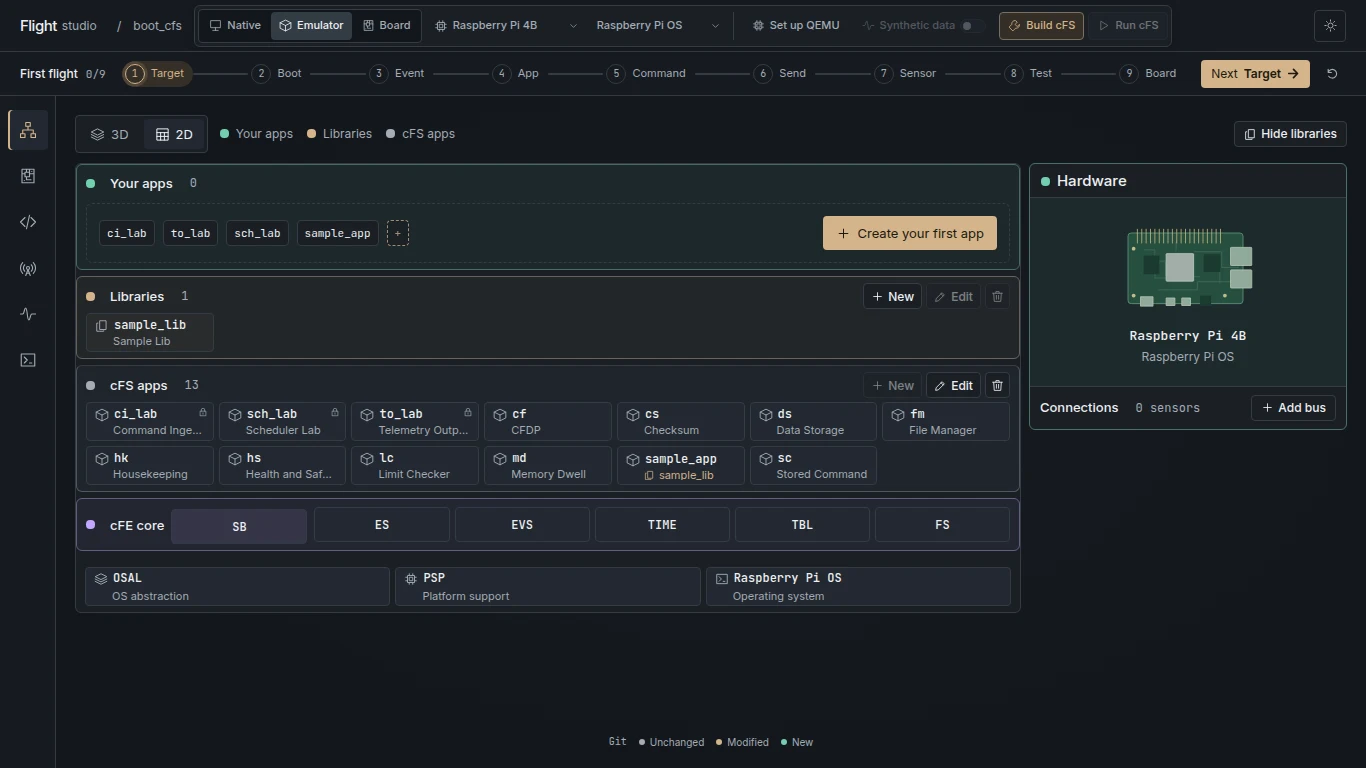 Flight studio / boot_cfs Native Emulator Board Raspberry Pi 4B Raspberry Pi OS Set up QEMU Synthetic data Build cFS Run cFS
First flight 0/9 1 Target 2 Boot 3 Event 4 App 5 Command 6 Send 7 Sensor 8 Test 9 Board Next Target →
3D 2D Your apps Libraries cFS apps Hide libraries
Your apps 0
ci_lab to_lab sch_lab sample_app + + Create your first app
Libraries 1 + New Edit
sample_lib
Sample Lib
cFS apps 13 + New Edit
ci_lab sch_lab to_lab cf cs ds fm
Command Inge... Scheduler Lab Telemetry Outp... CFDP Checksum Data Storage File Manager
hk hs lc md sample_app sc
Housekeeping Health and Saf... Limit Checker Memory Dwell sample_lib Stored Command
cFE core SB ES EVS TIME TBL FS
OSAL PSP Raspberry Pi OS
OS abstraction Platform support Operating system
Hardware
Raspberry Pi 4B
Raspberry Pi OS
Connections 0 sensors + Add bus
Git Unchanged Modified New